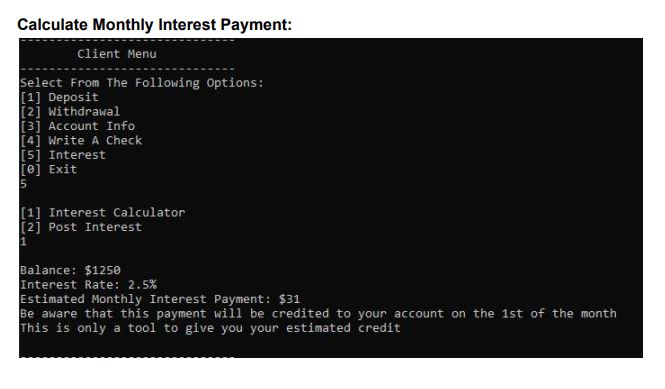 Calculate Monthly Interest Payment:
------------------------------
Client Menu
------------------------------
Select From The Following Options:
[1] Deposit
[2] Withdrawal
[3] Account Info
[4] Write A Check
[5] Interest
[0] Exit
5
[1] Interest Calculator
[2] Post Interest
1
Balance: $1250
Interest Rate: 2.5%
Estimated Monthly Interest Payment: $31
Be aware that this payment will be credited to your account on the 1st of the month
This is only a tool to give you your estimated credit
------------------------------